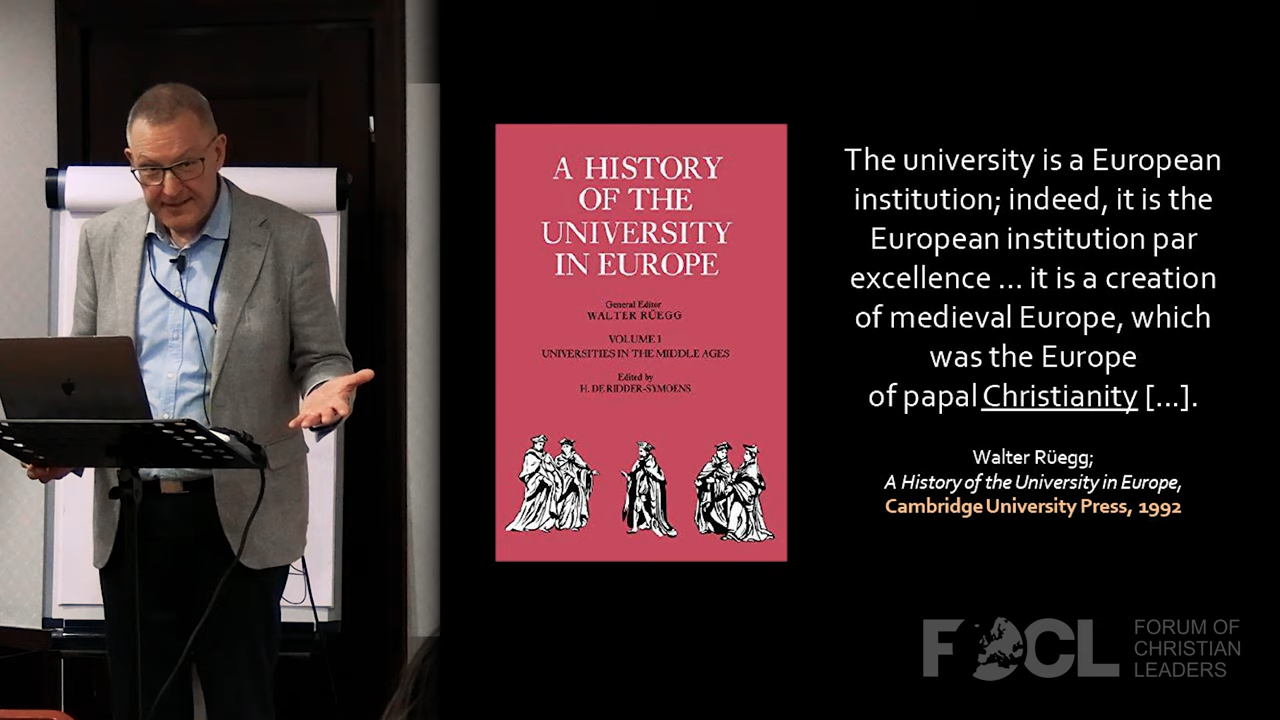 A HISTORY
OF THE
UNIVERSITY
IN EUROPE
General Editor
WALTER RÜEGG
VOLUME I
UNIVERSITIES IN THE MIDDLE AGES
Edited by
H. DE RIDDER-SYMOENS
The university is a European
institution; indeed, it is the
European institution par
excellence ... it is a creation
of medieval Europe, which
was the Europe
of papal Christianity [...].
Walter Rüegg;
A History of the University in Europe,
Cambridge University Press, 1992
FOCL
FORUM OF
CHRISTIAN
LEADERS